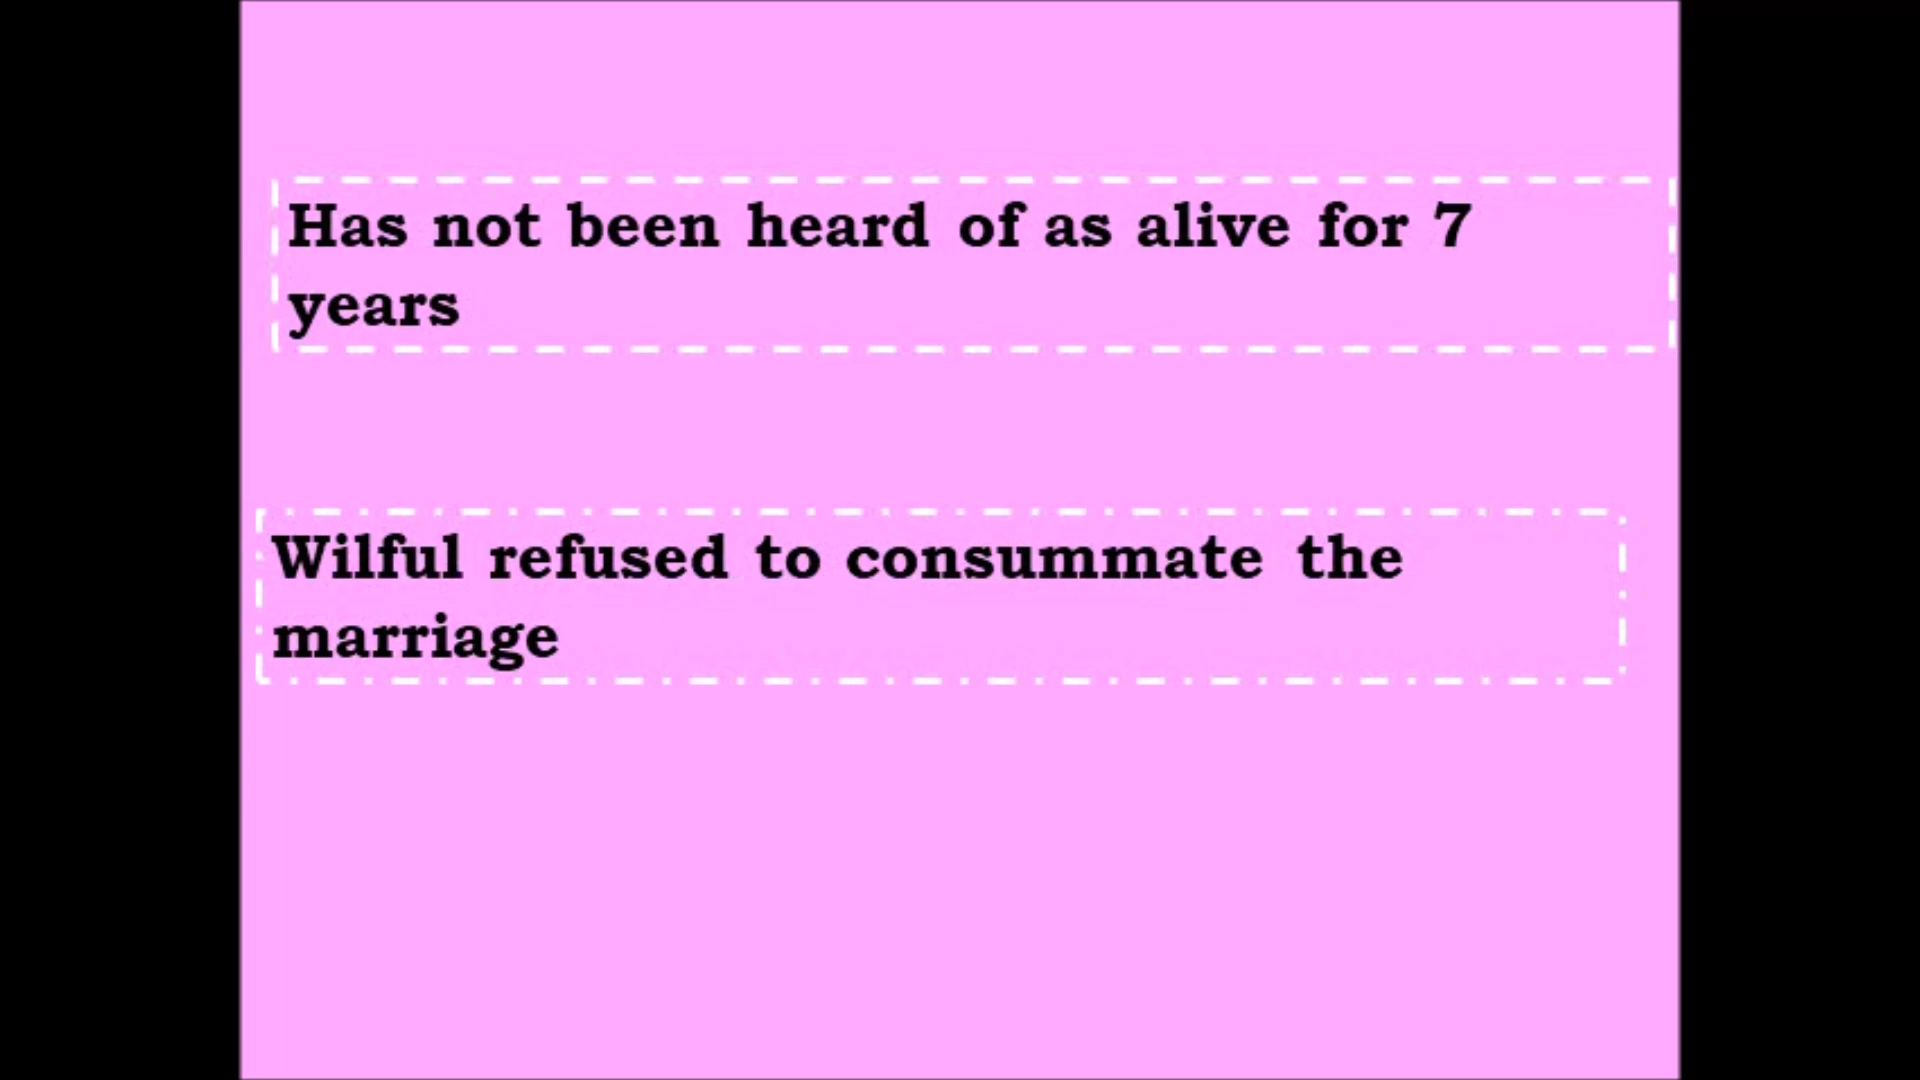 Has not been heard of as alive for 7
years
Wilful refused to consummate the
marriage